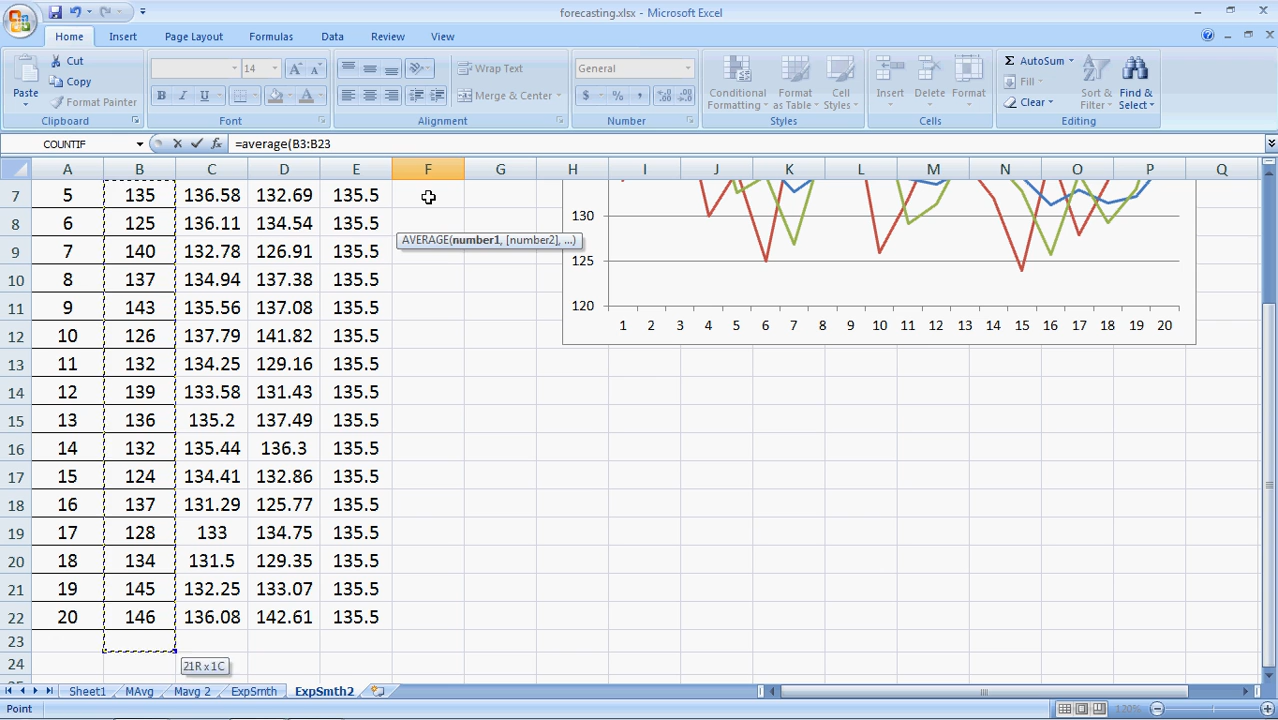 forecasting.xlsx - Microsoft Excel
Home Insert Page Layout Formulas Data Review View
Cut
Copy
Format Painter
Paste
Clipboard
14
A A
B I U A
Font
Wrap Text
Merge & Center
Alignment
General
$ % ,
Number
Conditional Formatting
Format as Table
Cell Styles
Styles
Insert Delete Format
Cells
Σ AutoSum
Fill
Clear
Sort & Filter
Find & Select
Editing
COUNTIF fx =average(B3:B23
A B C D E F G H I J K L M N O P Q
7 5 135 136.58 132.69 135.5
8 6 125 136.11 134.54 135.5
9 7 140 132.78 126.91 135.5
10 8 137 134.94 137.38 135.5
11 9 143 135.56 137.08 135.5
12 10 126 137.79 141.82 135.5
13 11 132 134.25 129.16 135.5
14 12 139 133.58 131.43 135.5
15 13 136 135.2 137.49 135.5
16 14 132 135.44 136.3 135.5
17 15 124 134.41 132.86 135.5
18 16 137 131.29 125.77 135.5
19 17 128 133 134.75 135.5
20 18 134 131.5 129.35 135.5
21 19 145 132.25 133.07 135.5
22 20 146 136.08 142.61 135.5
23
24
AVERAGE(number1, [number2], ...)
130
125
120
1 2 3 4 5 6 7 8 9 10 11 12 13 14 15 16 17 18 19 20
21R x 1C
Sheet1 MAvg Mavg 2 ExpSmth ExpSmth2
Point
120%